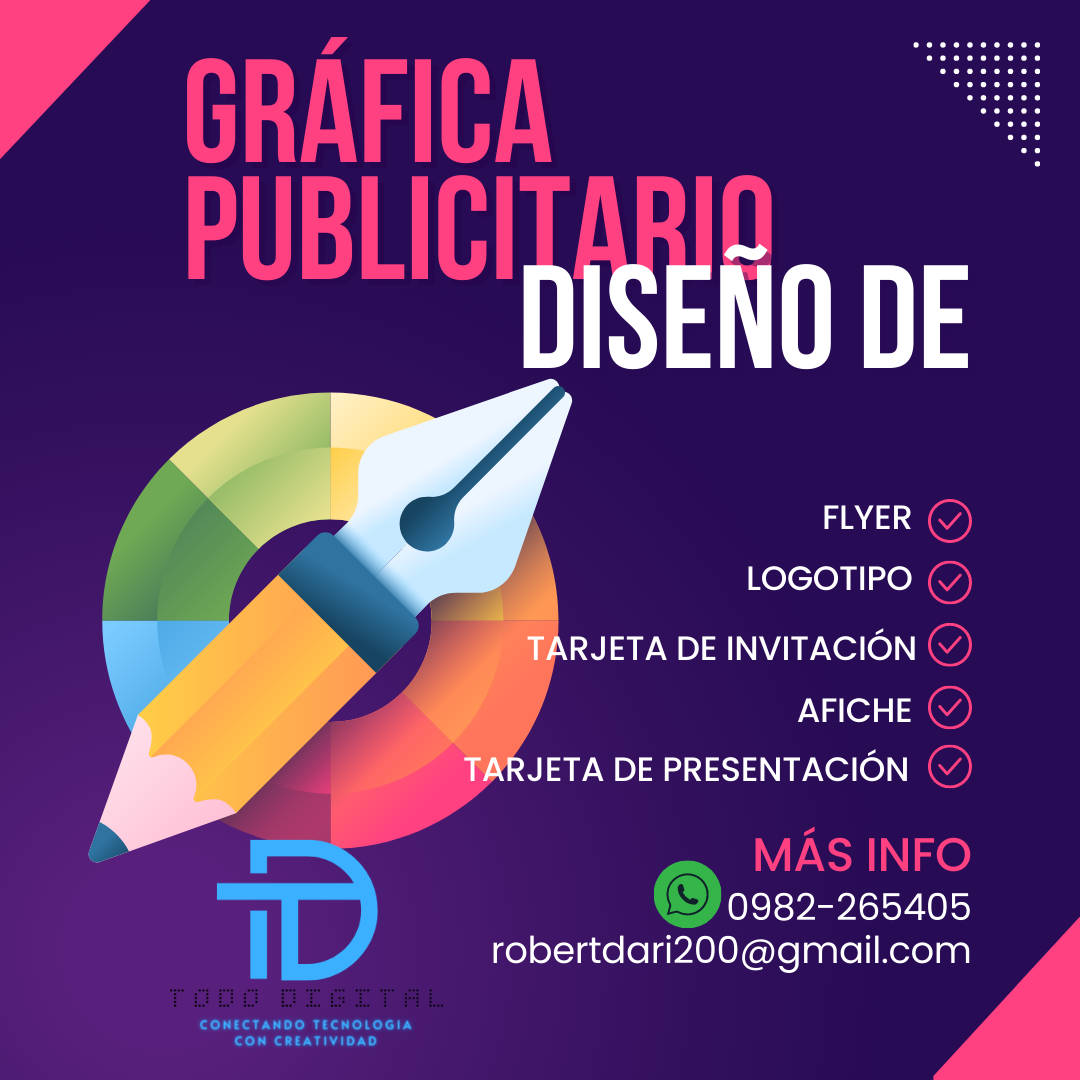 GRÁFICA
PUBLICITARIO
DISEÑO DE
FLYER
LOGOTIPO
TARJETA DE INVITACIÓN
AFICHE
TARJETA DE PRESENTACIÓN
MÁS INFO
0982-265405
robertdari200@gmail.com
TD
TODO DIGITAL
CONECTANDO TECNOLOGIA
CON CREATIVIDAD